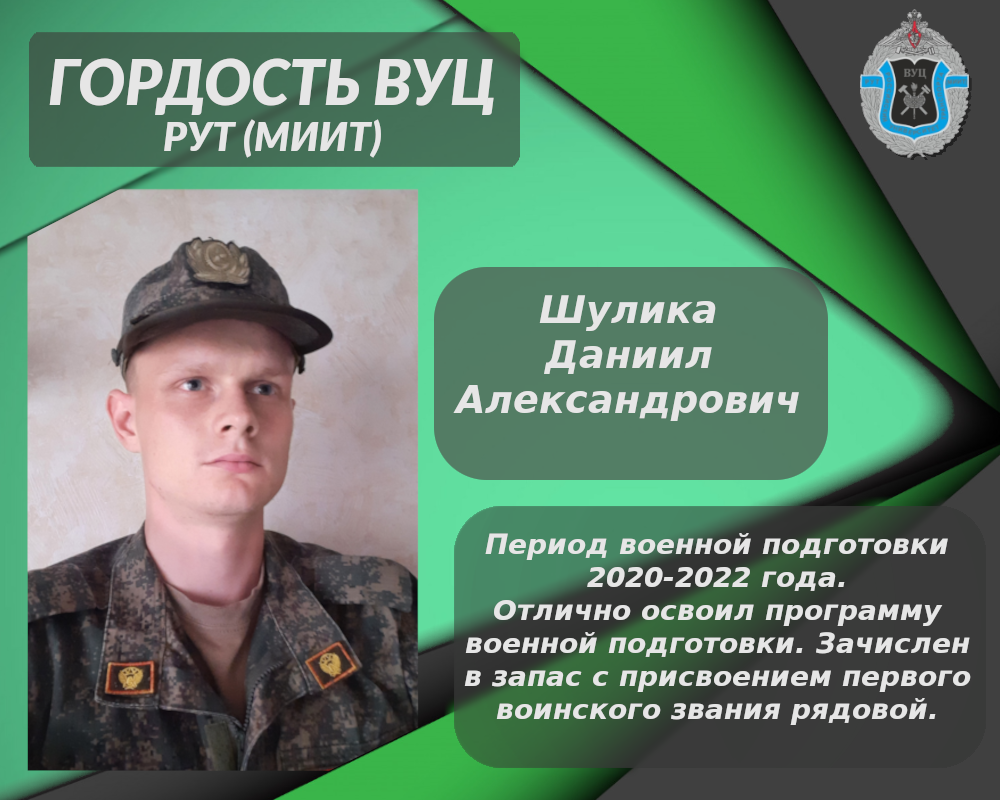 ГОРДОСТЬ ВУЦ
РУТ (МИИТ)
ВУЦ
Шулика
Даниил
Александрович
Период военной подготовки
2020-2022 года.
Отлично освоил программу
военной подготовки. Зачислен
в запас с присвоением первого
воинского звания рядовой.